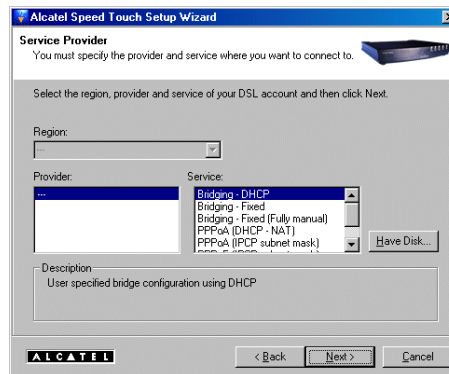 Alcatel Speed Touch Setup Wizard
Service Provider
You must specify the provider and service where you want to connect to.
Select the region, provider and service of your DSL account and then click Next.
Region:
---
Provider:
Service:
---
Bridging - DHCP
Bridging - Fixed
Bridging - Fixed (Fully manual)
PPPoA (DHCP - NAT)
PPPoA (IPCP subnet mask)
Have Disk...
Description
User specified bridge configuration using DHCP
ALCATEL
< Back
Next >
Cancel